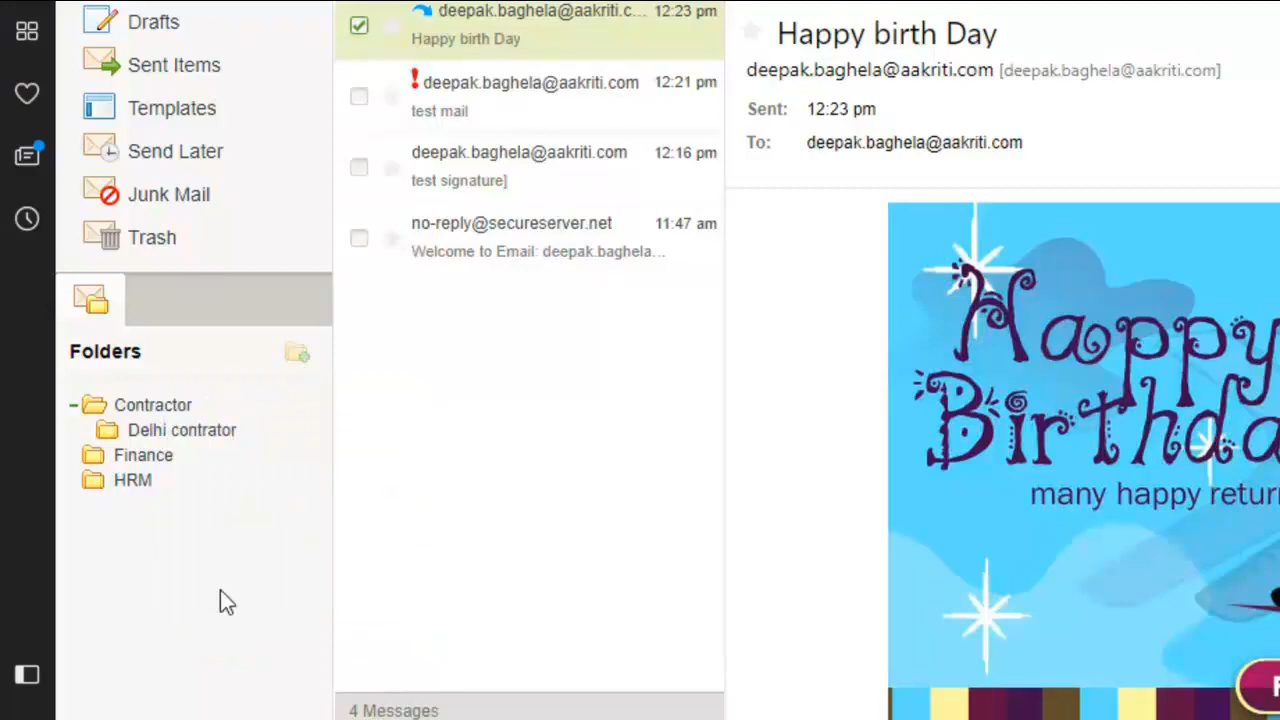 Drafts
Sent Items
Templates
Send Later
Junk Mail
Trash
Folders
Contractor
Delhi contrator
Finance
HRM
deepak.baghela@aakriti.c... 12:23 pm
Happy birth Day
deepak.baghela@aakriti.com 12:21 pm
test mail
deepak.baghela@aakriti.com 12:16 pm
test signature]
no-reply@secureserver.net 11:47 am
Welcome to Email: deepak.baghela...
4 Messages
Happy birth Day
deepak.baghela@aakriti.com [deepak.baghela@aakriti.com]
Sent: 12:23 pm
To: deepak.baghela@aakriti.com
Happy
Birthda
many happy return